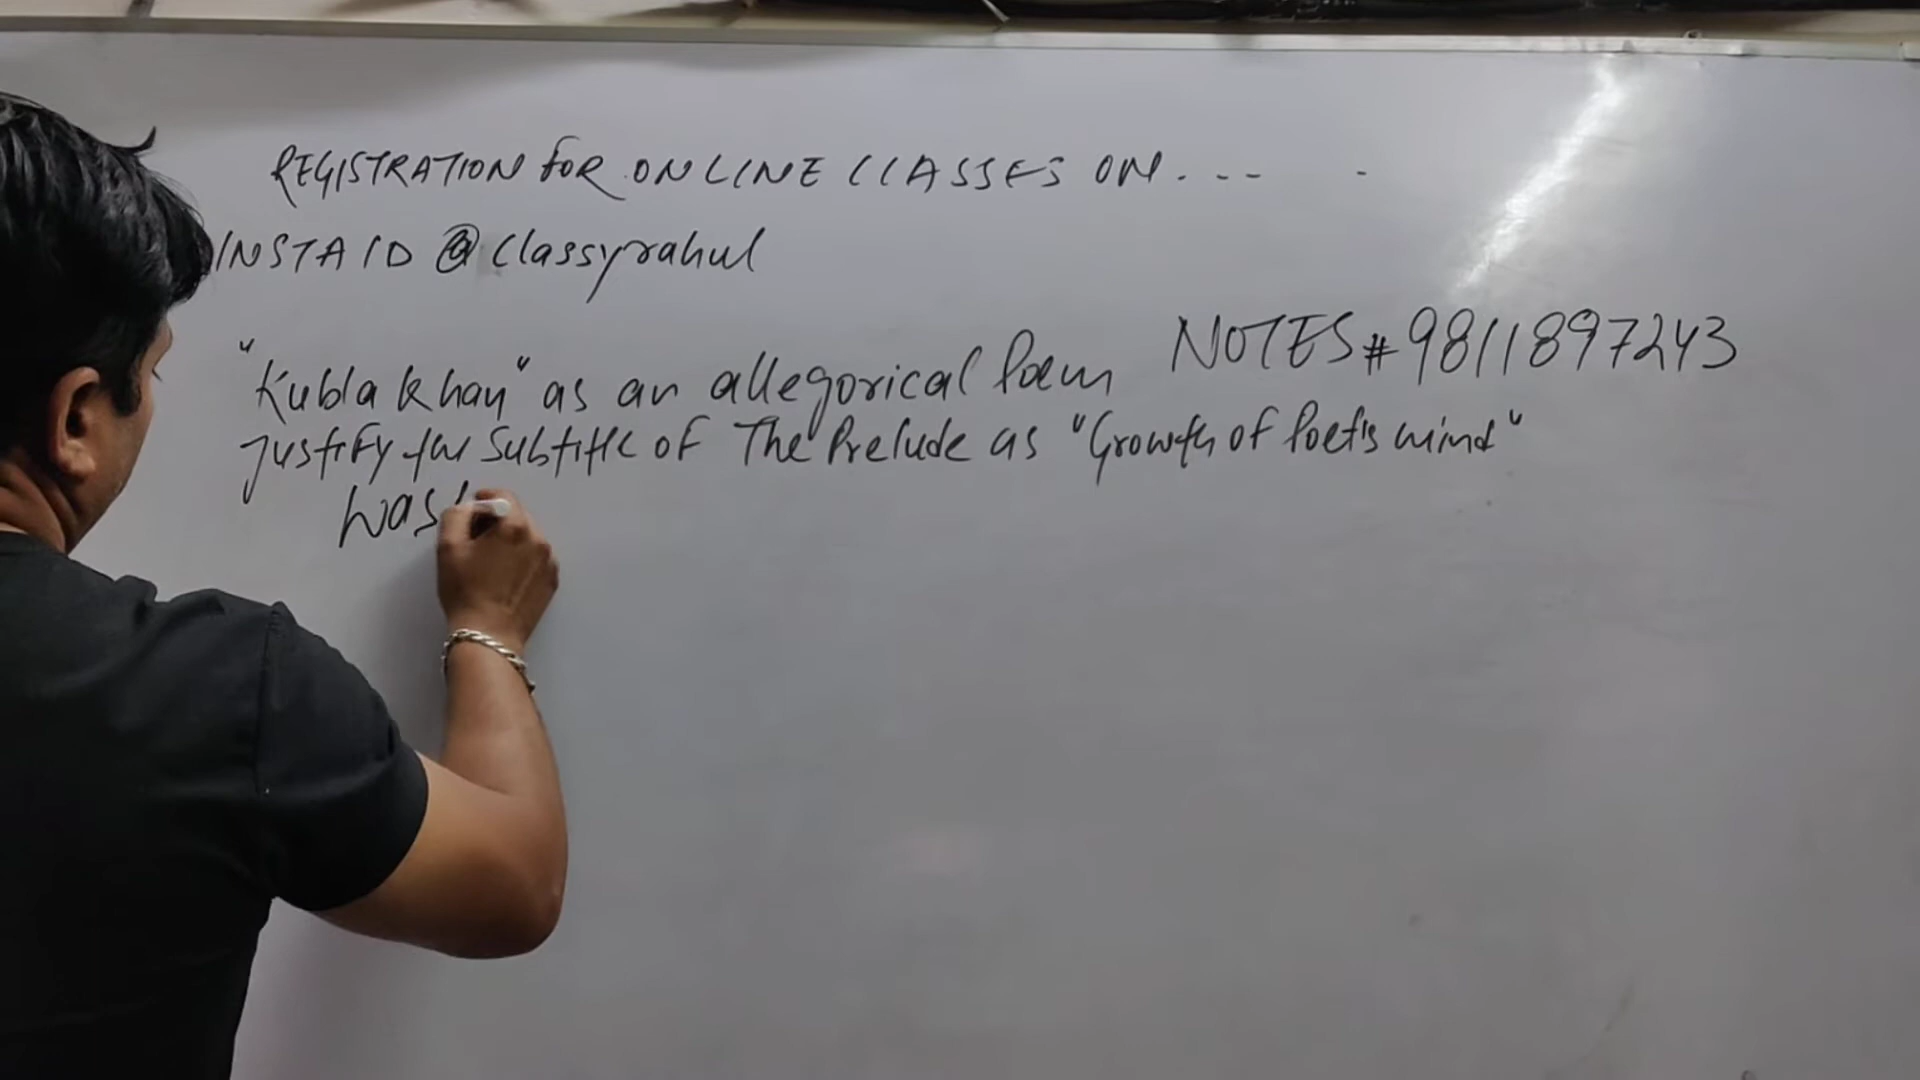 REGISTRATION FOR ONLINE CLASSES ON.... .
INSTA ID @classyrahul
NOTES # 9811897243
"Kubla Khan" as an allegorical Poem
Justify the Subtitle of The Prelude as "Growth of Poet's mind"